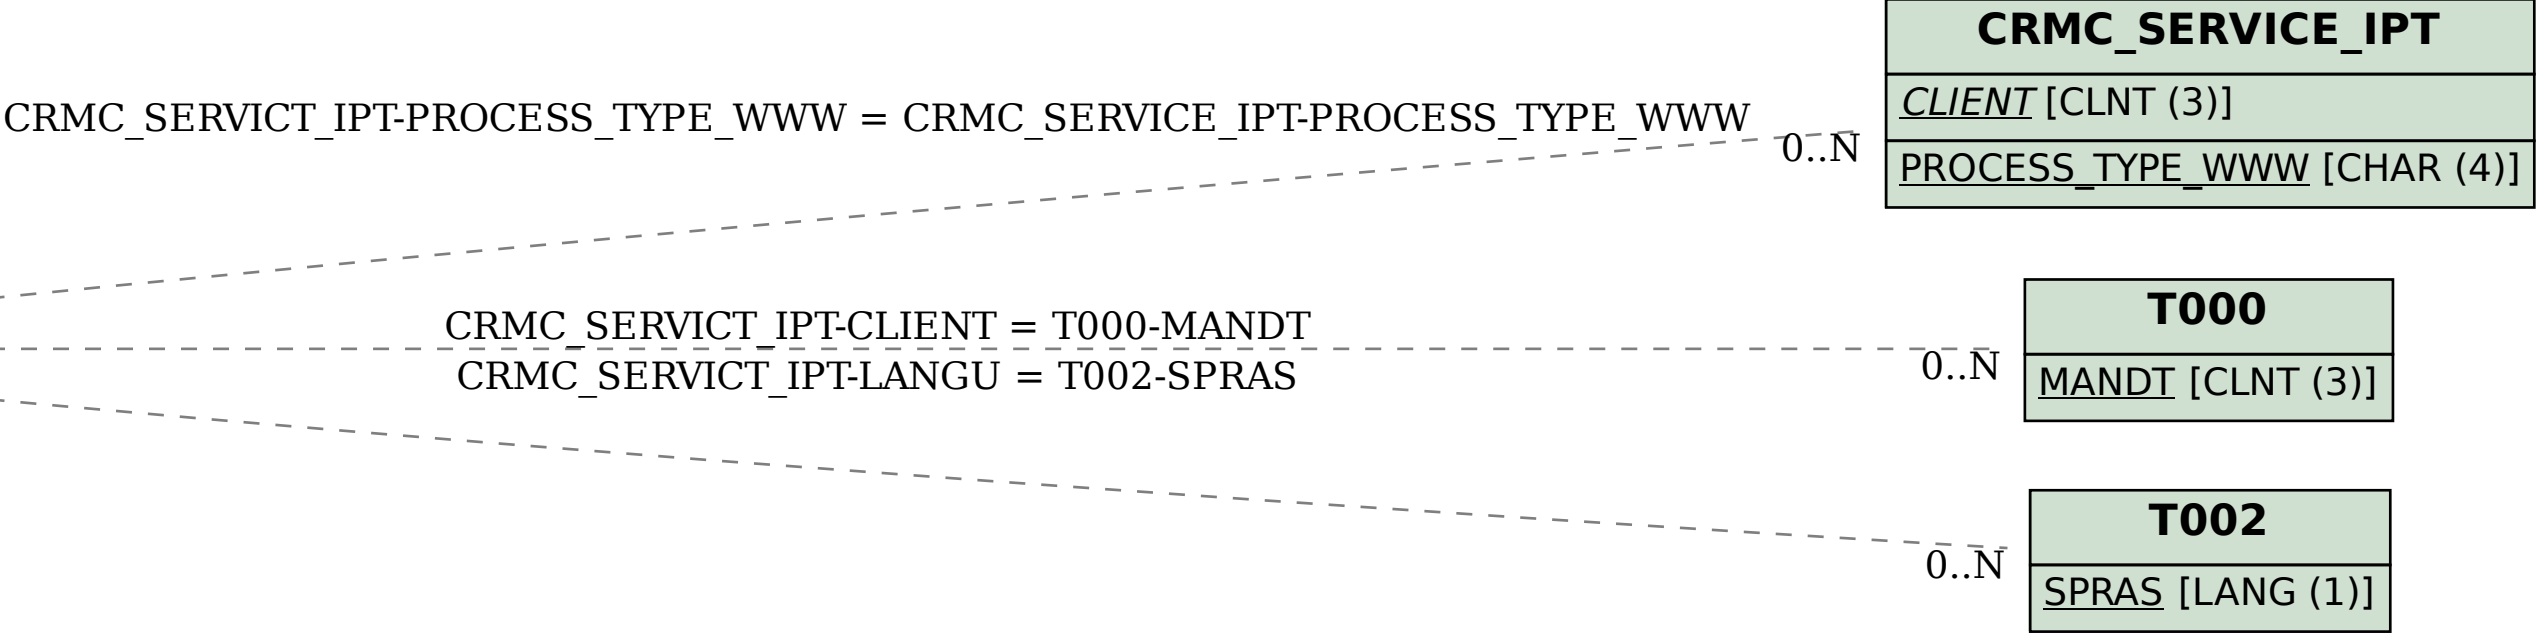 CRMC_SERVICE_IPT
CLIENT [CLNT (3)]
PROCESS_TYPE_WWW [CHAR (4)]
CRMC_SERVICT_IPT-PROCESS_TYPE_WWW = CRMC_SERVICE_IPT-PROCESS_TYPE_WWW
0..N
CRMC_SERVICT_IPT-CLIENT = T000-MANDT
0..N
T000
MANDT [CLNT (3)]
CRMC_SERVICT_IPT-LANGU = T002-SPRAS
0..N
T002
SPRAS [LANG (1)]